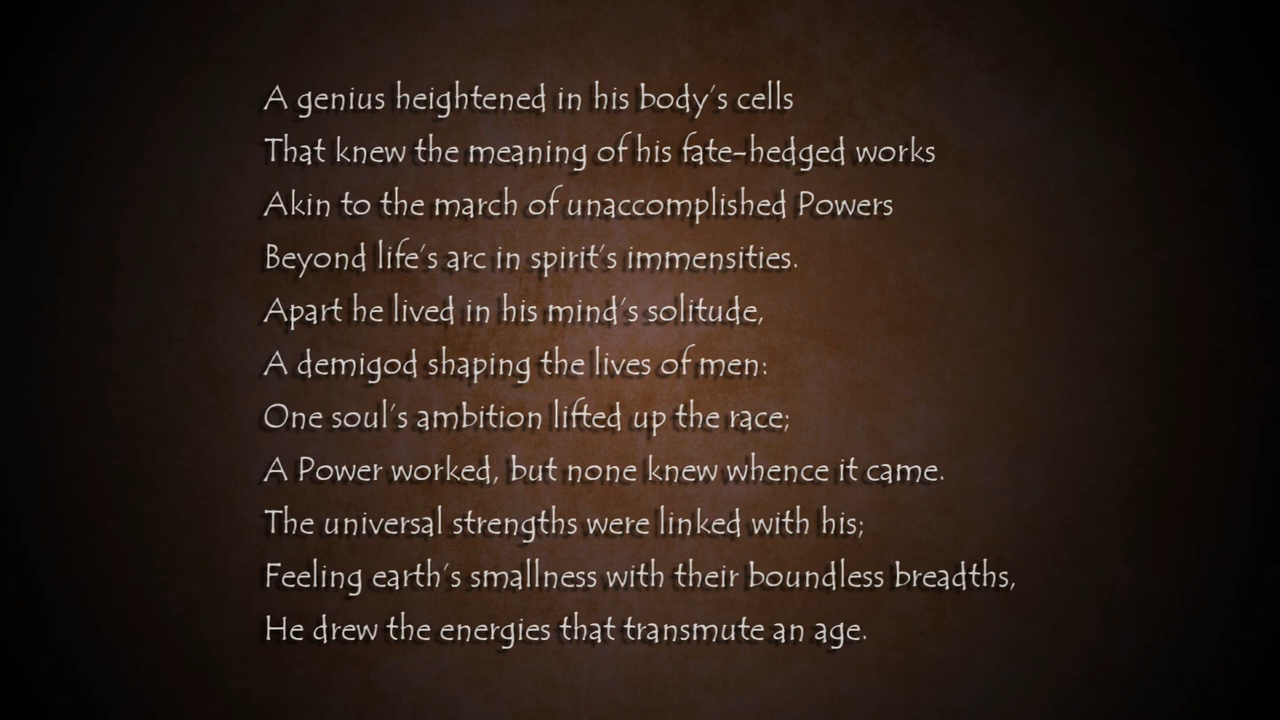 A genius heightened in his body's cells
That knew the meaning of his fate-hedged works
Akin to the march of unaccomplished Powers
Beyond life's arc in spirit's immensities.
Apart he lived in his mind's solitude,
A demigod shaping the lives of men:
One soul's ambition lifted up the race;
A Power worked, but none knew whence it came.
The universal strengths were linked with his;
Feeling earth's smallness with their boundless breadths,
He drew the energies that transmute an age.